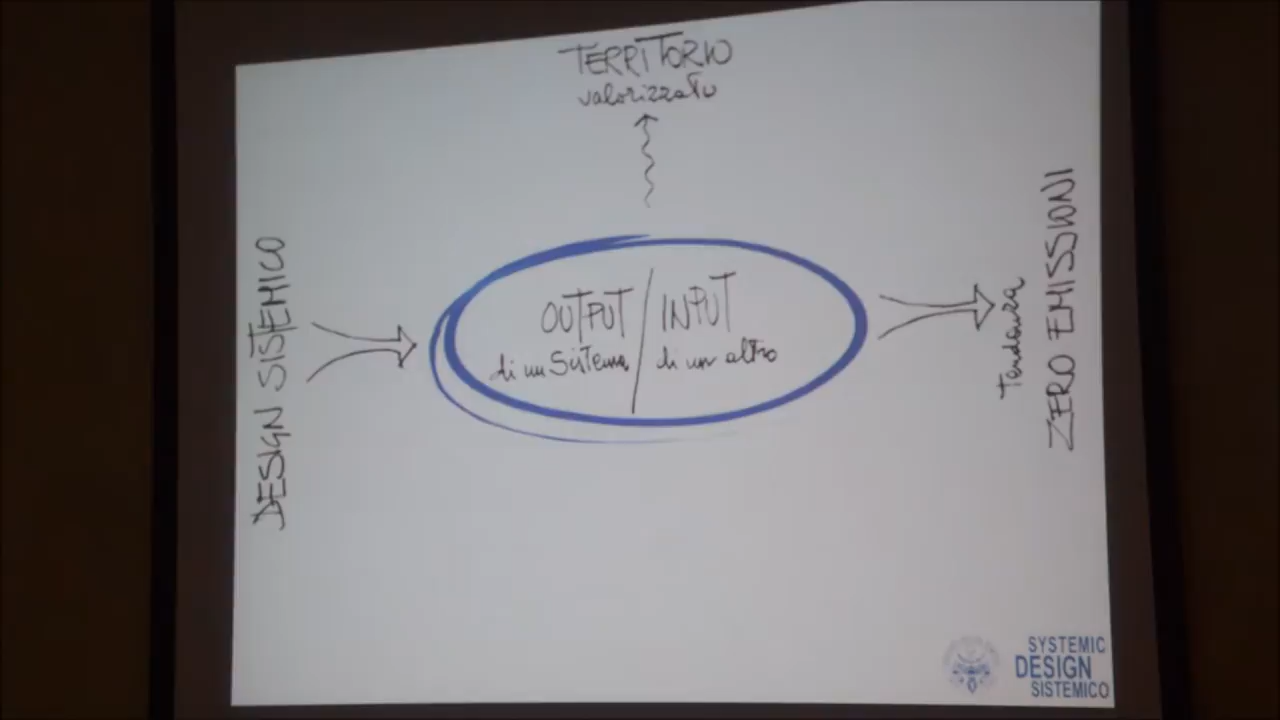 TERRITORIO
valorizzato
DESIGN SISTEMICO
OUTPUT / INPUT
di un Sistema / di un altro
Tendenza
ZERO EMISSIONI
SYSTEMIC
DESIGN
SISTEMICO